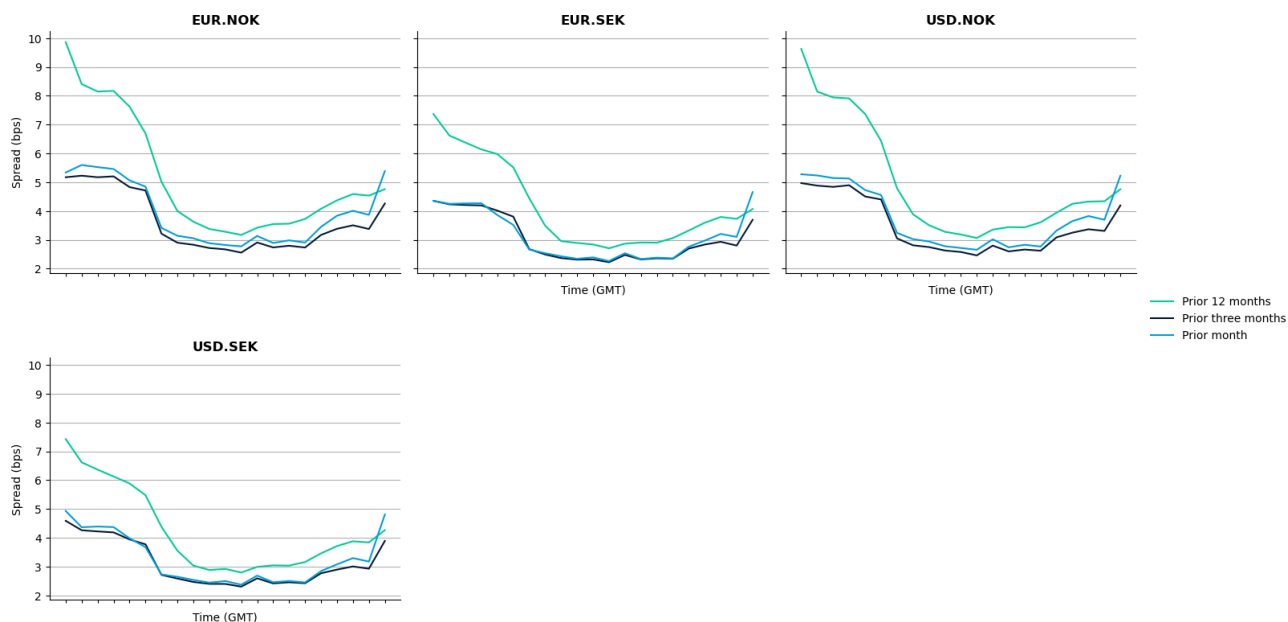 EUR.NOK
EUR.SEK
USD.NOK
Spread (bps)
10
9
8
7
6
5
4
3
2
Time (GMT)
Time (GMT)
Prior 12 months
Prior three months
Prior month
USD.SEK
Spread (bps)
10
9
8
7
6
5
4
3
2
Time (GMT)